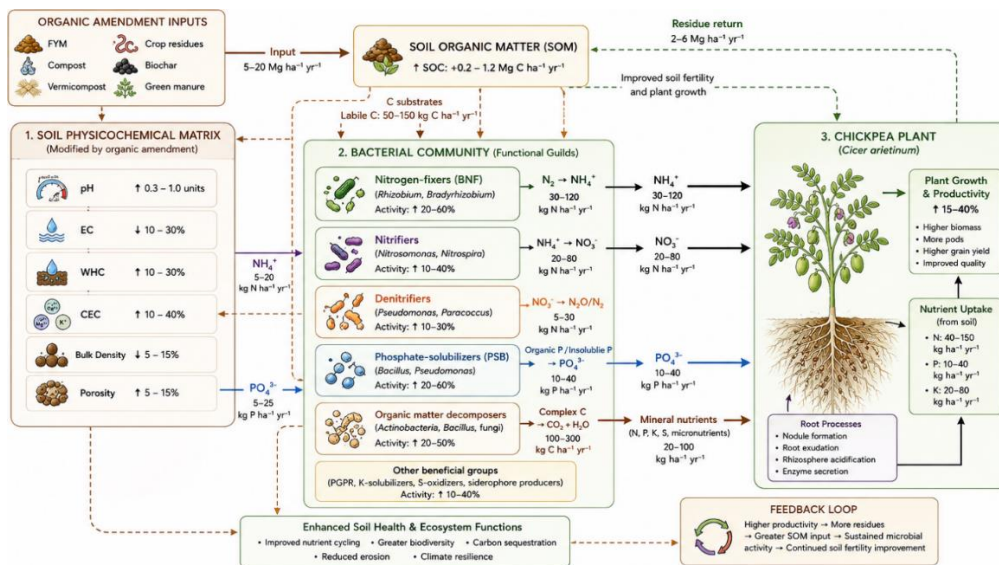 ORGANIC AMENDMENT INPUTS
FYM
Crop residues
Compost
Biochar
Vermicompost
Green manure
Input
5–20 Mg ha⁻¹ yr⁻¹
SOIL ORGANIC MATTER (SOM)
↑ SOC: +0.2 – 1.2 Mg C ha⁻¹ yr⁻¹
Residue return
2–6 Mg ha⁻¹ yr⁻¹
Improved soil fertility
and plant growth
C substrates
Labile C: 50–150 kg C ha⁻¹ yr⁻¹
1. SOIL PHYSICOCHEMICAL MATRIX
(Modified by organic amendment)
pH ↑ 0.3 – 1.0 units
EC ↓ 10 – 30%
WHC ↑ 10 – 30%
CEC ↑ 10 – 40%
Bulk Density ↓ 5 – 15%
Porosity ↑ 5 – 15%
NH₄⁺
5–20
kg N ha⁻¹ yr⁻¹
PO₄³⁻
5–25
kg P ha⁻¹ yr⁻¹
2. BACTERIAL COMMUNITY (Functional Guilds)
Nitrogen-fixers (BNF)
(Rhizobium, Bradyrhizobium)
Activity: ↑ 20–60%
N₂ → NH₄⁺
30–120
kg N ha⁻¹ yr⁻¹
NH₄⁺
30–120
kg N ha⁻¹ yr⁻¹
Nitrifiers
(Nitrosomonas, Nitrospira)
Activity: ↑ 10–40%
NH₄⁺ → NO₃⁻
20–80
kg N ha⁻¹ yr⁻¹
NO₃⁻
20–80
kg N ha⁻¹ yr⁻¹
Denitrifiers
(Pseudomonas, Paracoccus)
Activity: ↑ 10–30%
NO₃⁻ → N₂O/N₂
5–30
kg N ha⁻¹ yr⁻¹
Phosphate-solubilizers (PSB)
(Bacillus, Pseudomonas)
Activity: ↑ 20–60%
Organic P/Insoluble P
→ PO₄³⁻
10–40
kg P ha⁻¹ yr⁻¹
PO₄³⁻
10–40
kg P ha⁻¹ yr⁻¹
Organic matter decomposers
(Actinobacteria, Bacillus, fungi)
Activity: ↑ 20–50%
Complex C
→ CO₂ + H₂O
100–300
kg C ha⁻¹ yr⁻¹
Mineral nutrients
(N, P, K, S, micronutrients)
20–100
kg ha⁻¹ yr⁻¹
Other beneficial groups
(PGPR, K-solubilizers, S-oxidizers, siderophore producers)
Activity: ↑ 10–40%
3. CHICKPEA PLANT
(Cicer arietinum)
Plant Growth
& Productivity
↑ 15–40%
• Higher biomass
• More pods
• Higher grain yield
• Improved quality
Nutrient Uptake
(from soil)
• N: 40–150
kg ha⁻¹ yr⁻¹
• P: 10–40
kg ha⁻¹ yr⁻¹
• K: 20–80
kg ha⁻¹ yr⁻¹
Root Processes
• Nodule formation
• Root exudation
• Rhizosphere acidification
• Enzyme secretion
Enhanced Soil Health & Ecosystem Functions
• Improved nutrient cycling • Greater biodiversity • Carbon sequestration
• Reduced erosion • Climate resilience
FEEDBACK LOOP
Higher productivity → More residues
→ Greater SOM input → Sustained microbial
activity → Continued soil fertility improvement